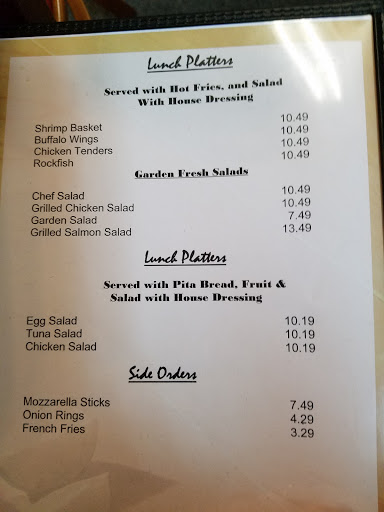 Lunch Platters
Served with Hot Fries, and Salad
With House Dressing
Shrimp Basket 10.49
Buffalo Wings 10.49
Chicken Tenders 10.49
Rockfish 10.49
Garden Fresh Salads
Chef Salad 10.49
Grilled Chicken Salad 10.49
Garden Salad 7.49
Grilled Salmon Salad 13.49
Lunch Platters
Served with Pita Bread, Fruit &
Salad with House Dressing
Egg Salad 10.19
Tuna Salad 10.19
Chicken Salad 10.19
Side Orders
Mozzarella Sticks 7.49
Onion Rings 4.29
French Fries 3.29